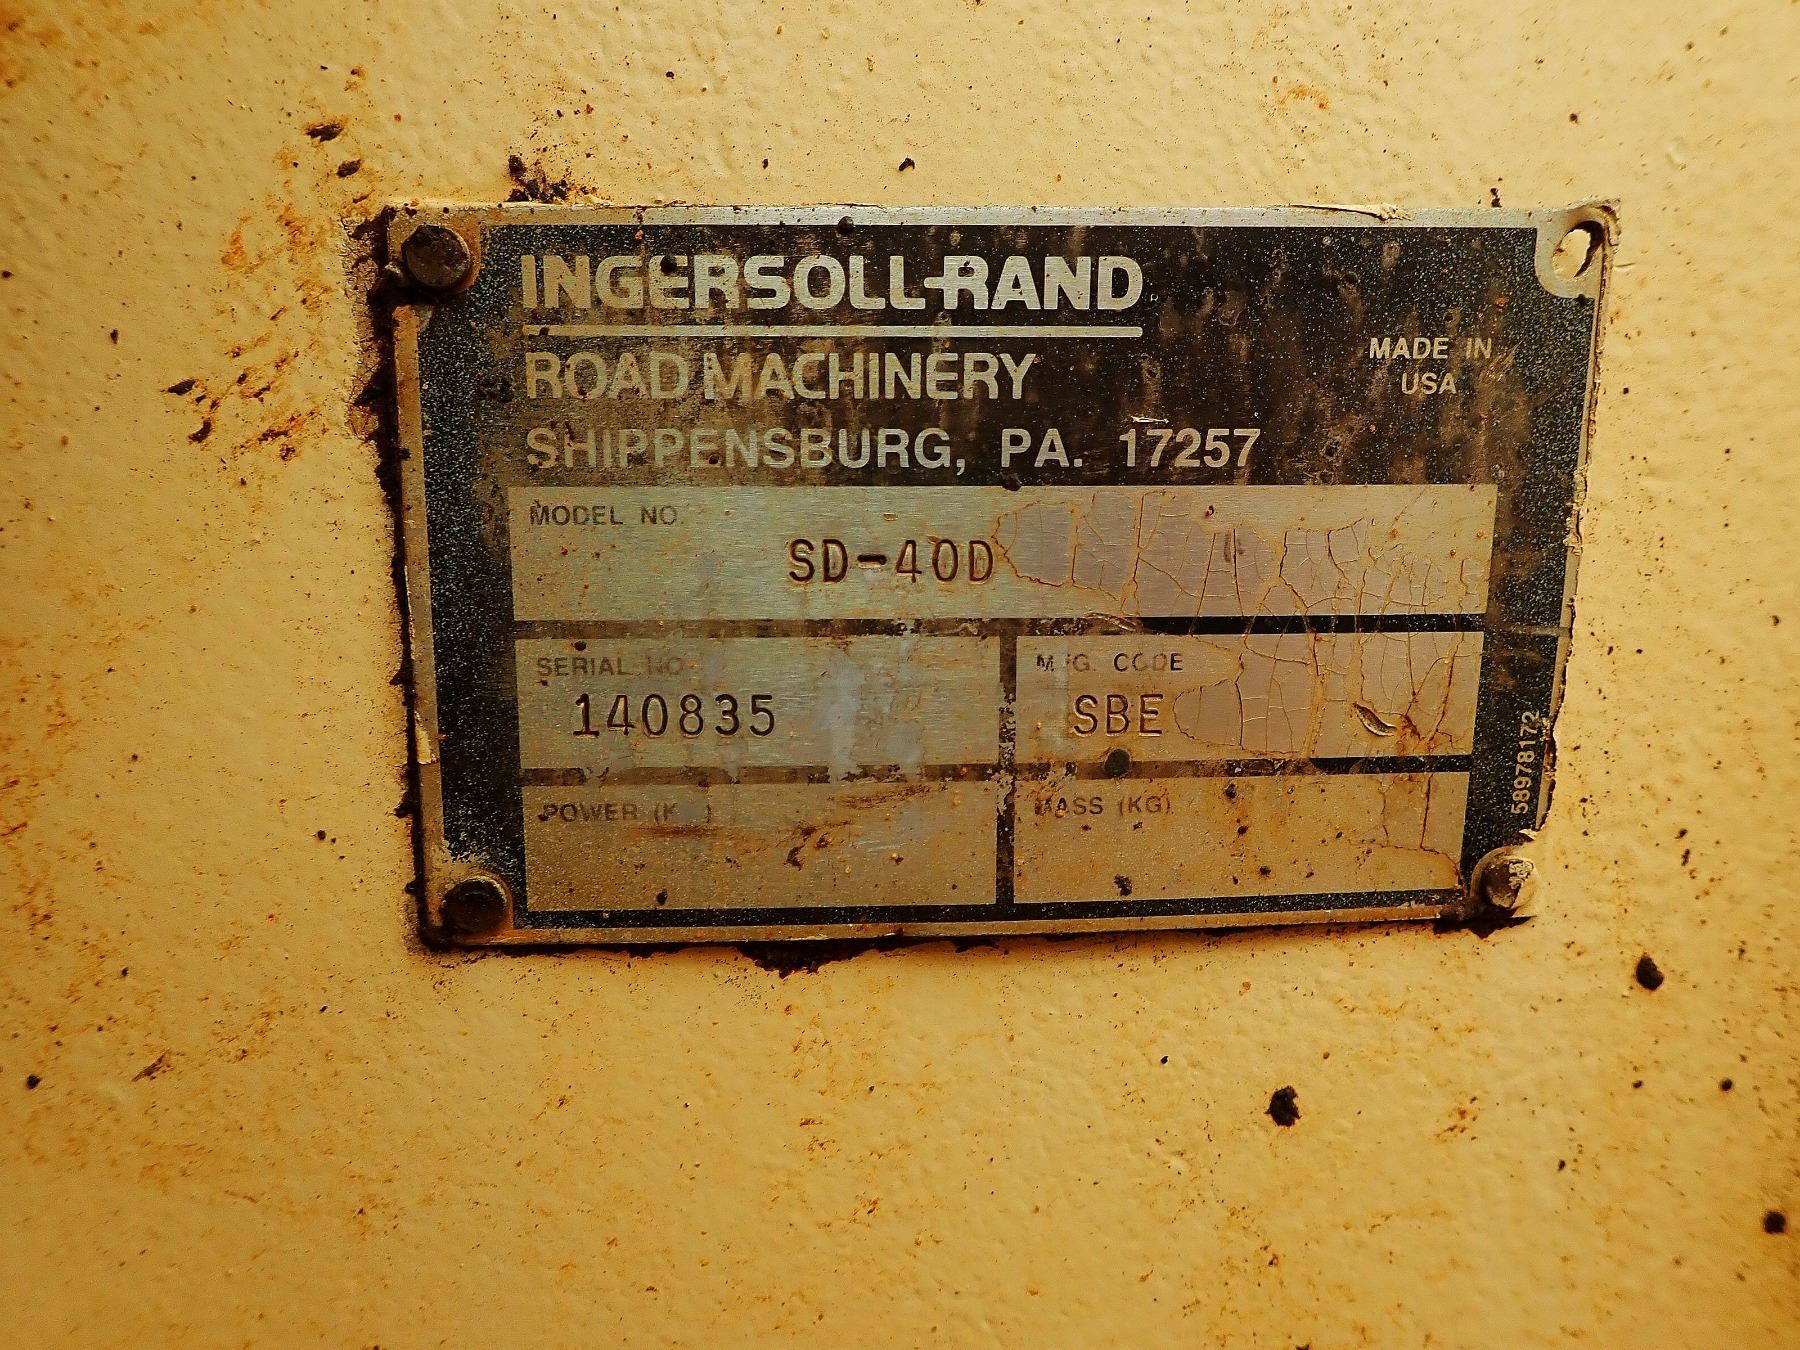 INGERSOLL-RAND
ROAD MACHINERY
MADE IN
USA
SHIPPENSBURG, PA. 17257
MODEL NO.
SD-40D
SERIAL NO
140835
MFG. CODE
SBE
POWER (K )
MASS (KG)
58978172